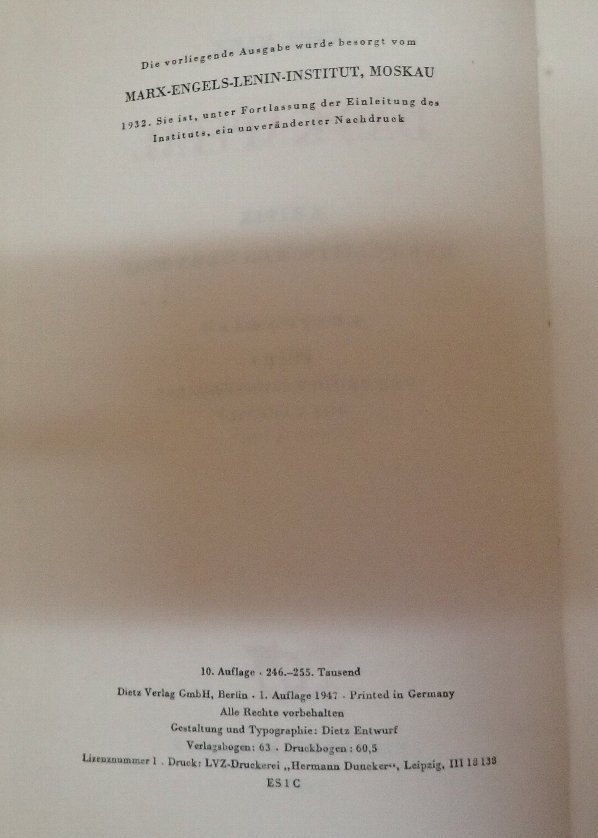 Die vorliegende Ausgabe wurde besorgt vom
MARX-ENGELS-LENIN-INSTITUT, MOSKAU
1932. Sie ist, unter Fortlassung der Einleitung des
Instituts, ein unveränderter Nachdruck
10. Auflage · 246.–255. Tausend
Dietz Verlag GmbH, Berlin · 1. Auflage 1947 · Printed in Germany
Alle Rechte vorbehalten
Gestaltung und Typographie: Dietz Entwurf
Verlagsbogen: 63 · Druckbogen: 60,5
Lizenznummer 1 · Druck: LVZ-Druckerei „Hermann Duncker“, Leipzig, III 18 138
ES 1 C